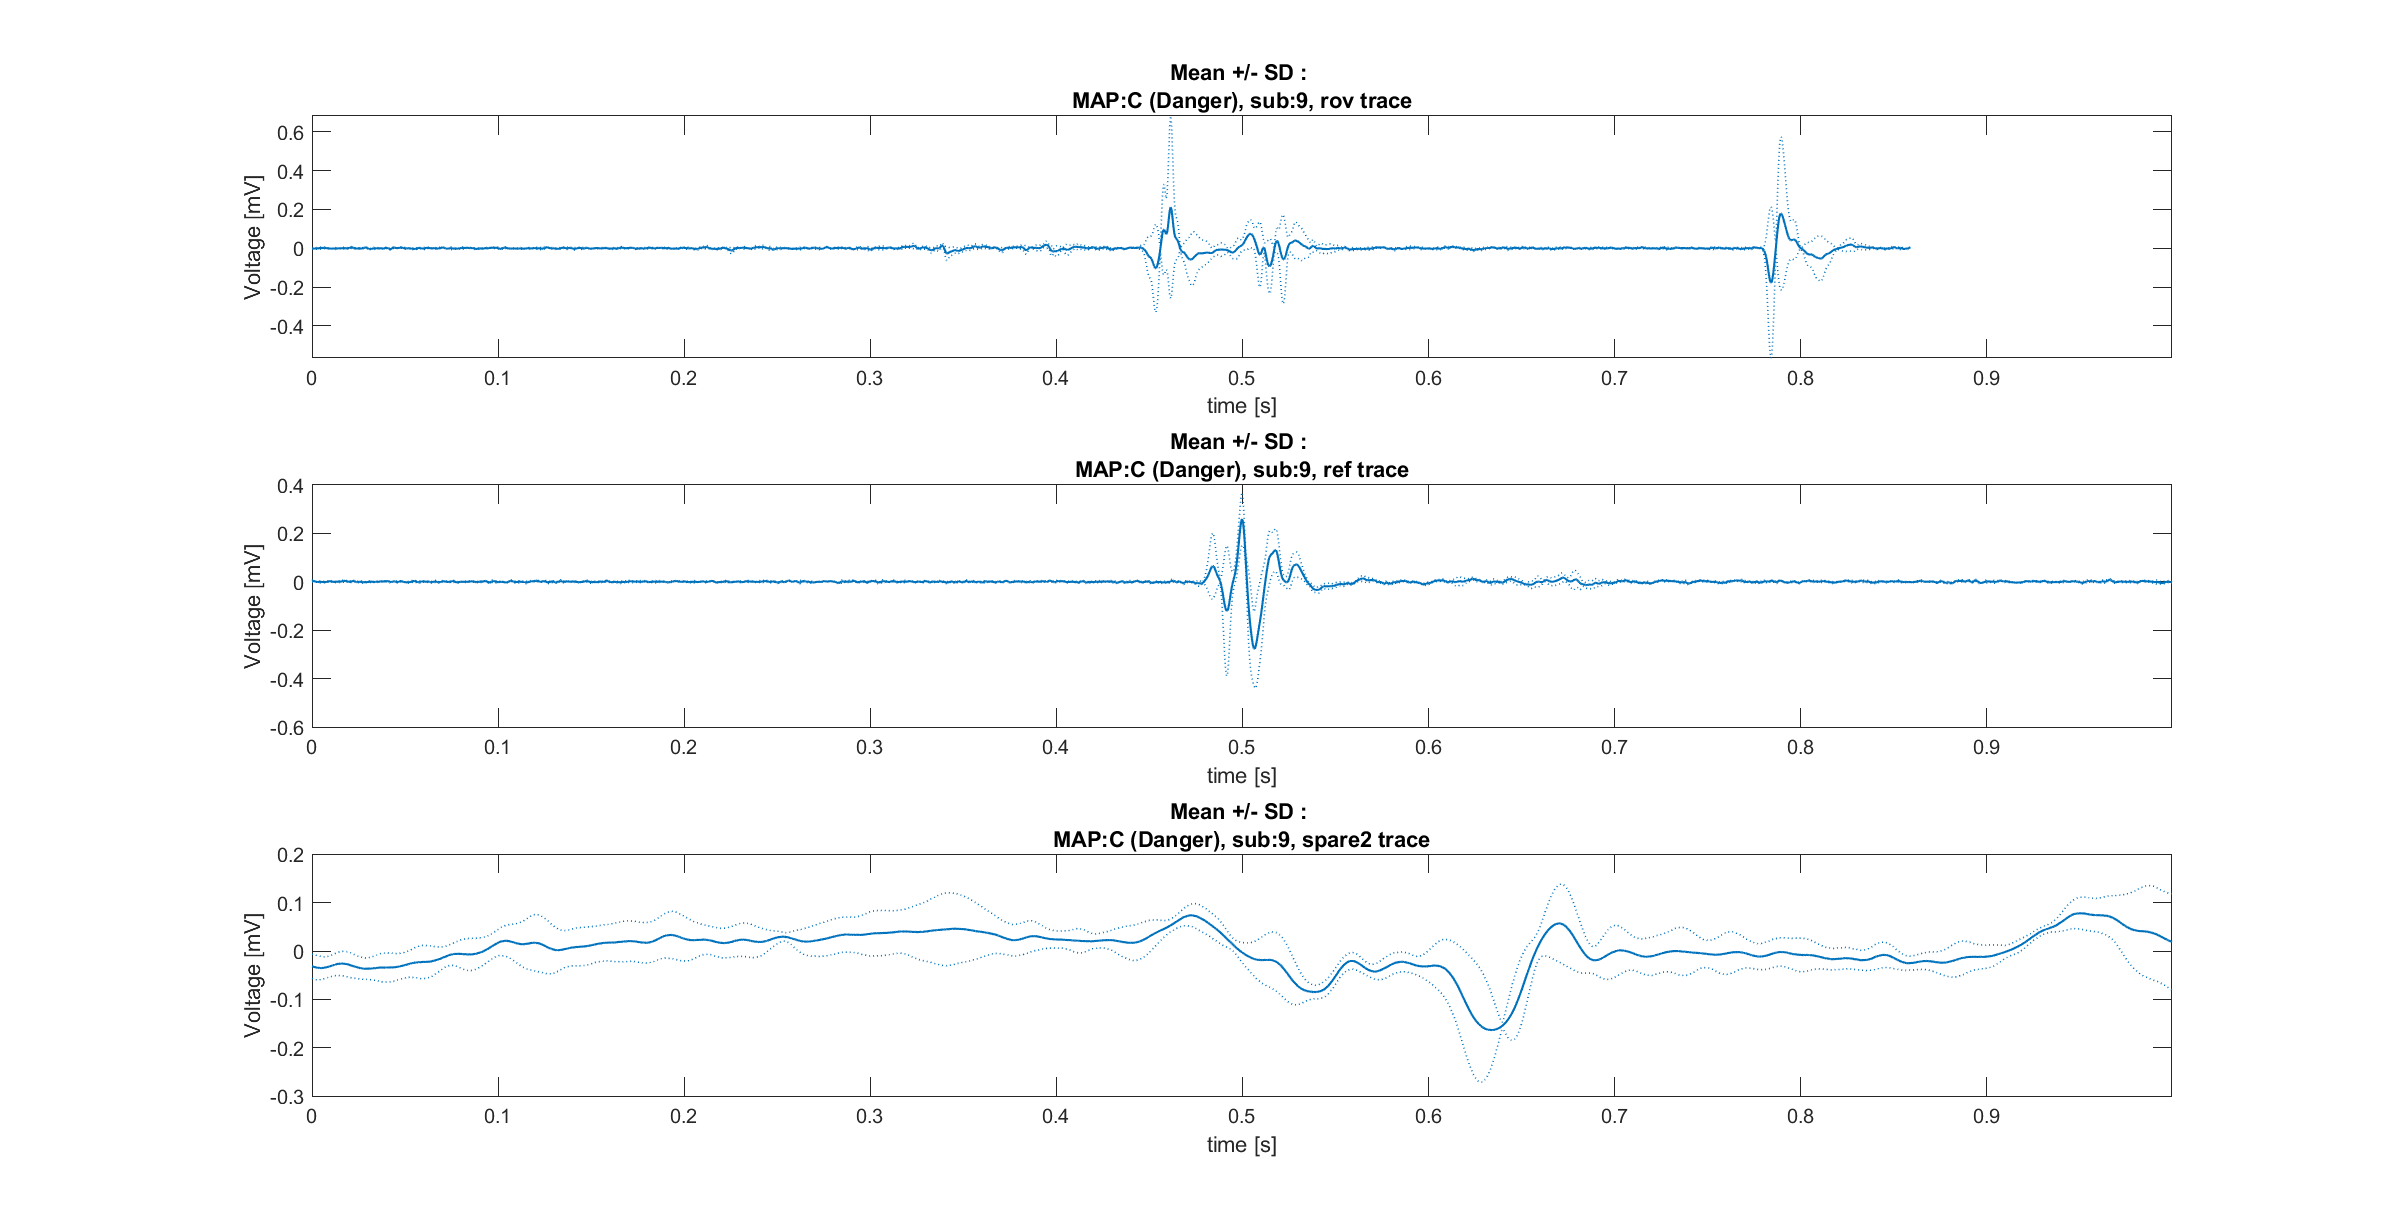 Mean +/- SD :
MAP:C (Danger), sub:9, rov trace
Voltage [mV]
0.6
0.4
0.2
0
-0.2
-0.4
0 0.1 0.2 0.3 0.4 0.5 0.6 0.7 0.8 0.9
time [s]
Mean +/- SD :
MAP:C (Danger), sub:9, ref trace
Voltage [mV]
0.4
0.2
0
-0.2
-0.4
-0.6
0 0.1 0.2 0.3 0.4 0.5 0.6 0.7 0.8 0.9
time [s]
Mean +/- SD :
MAP:C (Danger), sub:9, spare2 trace
Voltage [mV]
0.2
0.1
0
-0.1
-0.2
-0.3
0 0.1 0.2 0.3 0.4 0.5 0.6 0.7 0.8 0.9
time [s]